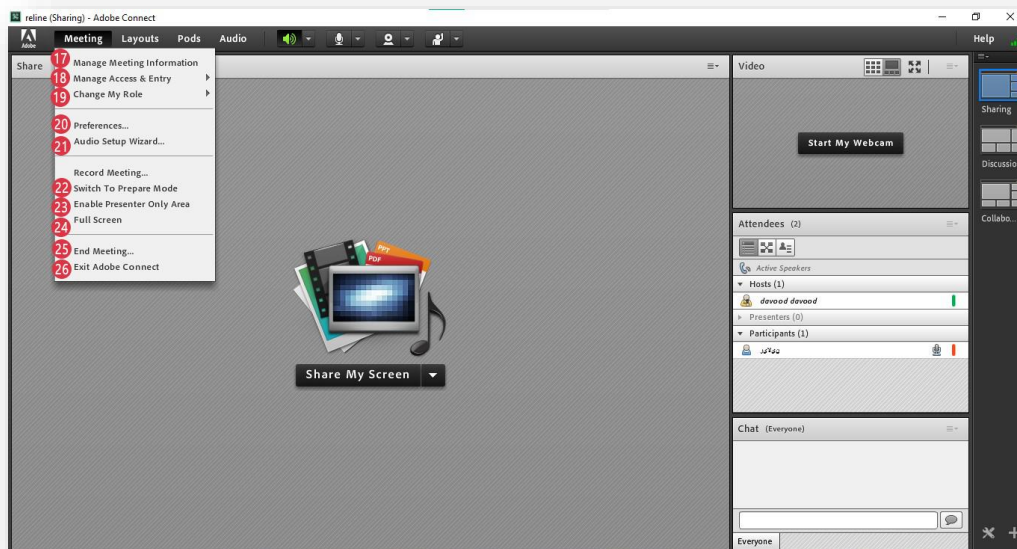 reline (Sharing) - Adobe Connect
Adobe Meeting Layouts Pods Audio Help
Share
17 Manage Meeting Information
18 Manage Access & Entry
19 Change My Role
20 Preferences...
21 Audio Setup Wizard...
Record Meeting...
22 Switch To Prepare Mode
23 Enable Presenter Only Area
24 Full Screen
25 End Meeting...
26 Exit Adobe Connect
PPT
PDF
Share My Screen
Video
Start My Webcam
Attendees (2)
Active Speakers
Hosts (1)
davood davood
Presenters (0)
Participants (1)
Chat (Everyone)
Everyone
Sharing
Discussio
Collabo...